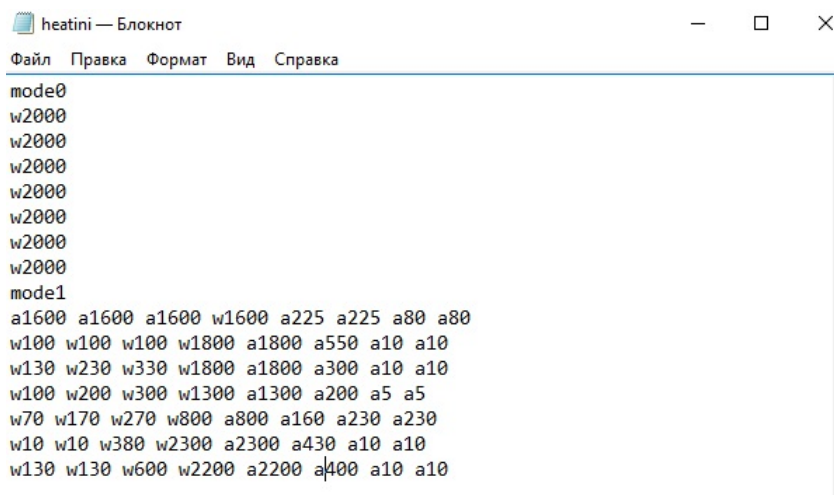 heatini — Блокнот
Файл Правка Формат Вид Справка
mode0
w2000
w2000
w2000
w2000
w2000
w2000
w2000
mode1
a1600 a1600 a1600 w1600 a225 a225 a80 a80
w100 w100 w100 w1800 a1800 a550 a10 a10
w130 w230 w330 w1800 a1800 a300 a10 a10
w100 w200 w300 w1300 a1300 a200 a5 a5
w70 w170 w270 w800 a800 a160 a230 a230
w10 w10 w380 w2300 a2300 a430 a10 a10
w130 w130 w600 w2200 a2200 a400 a10 a10